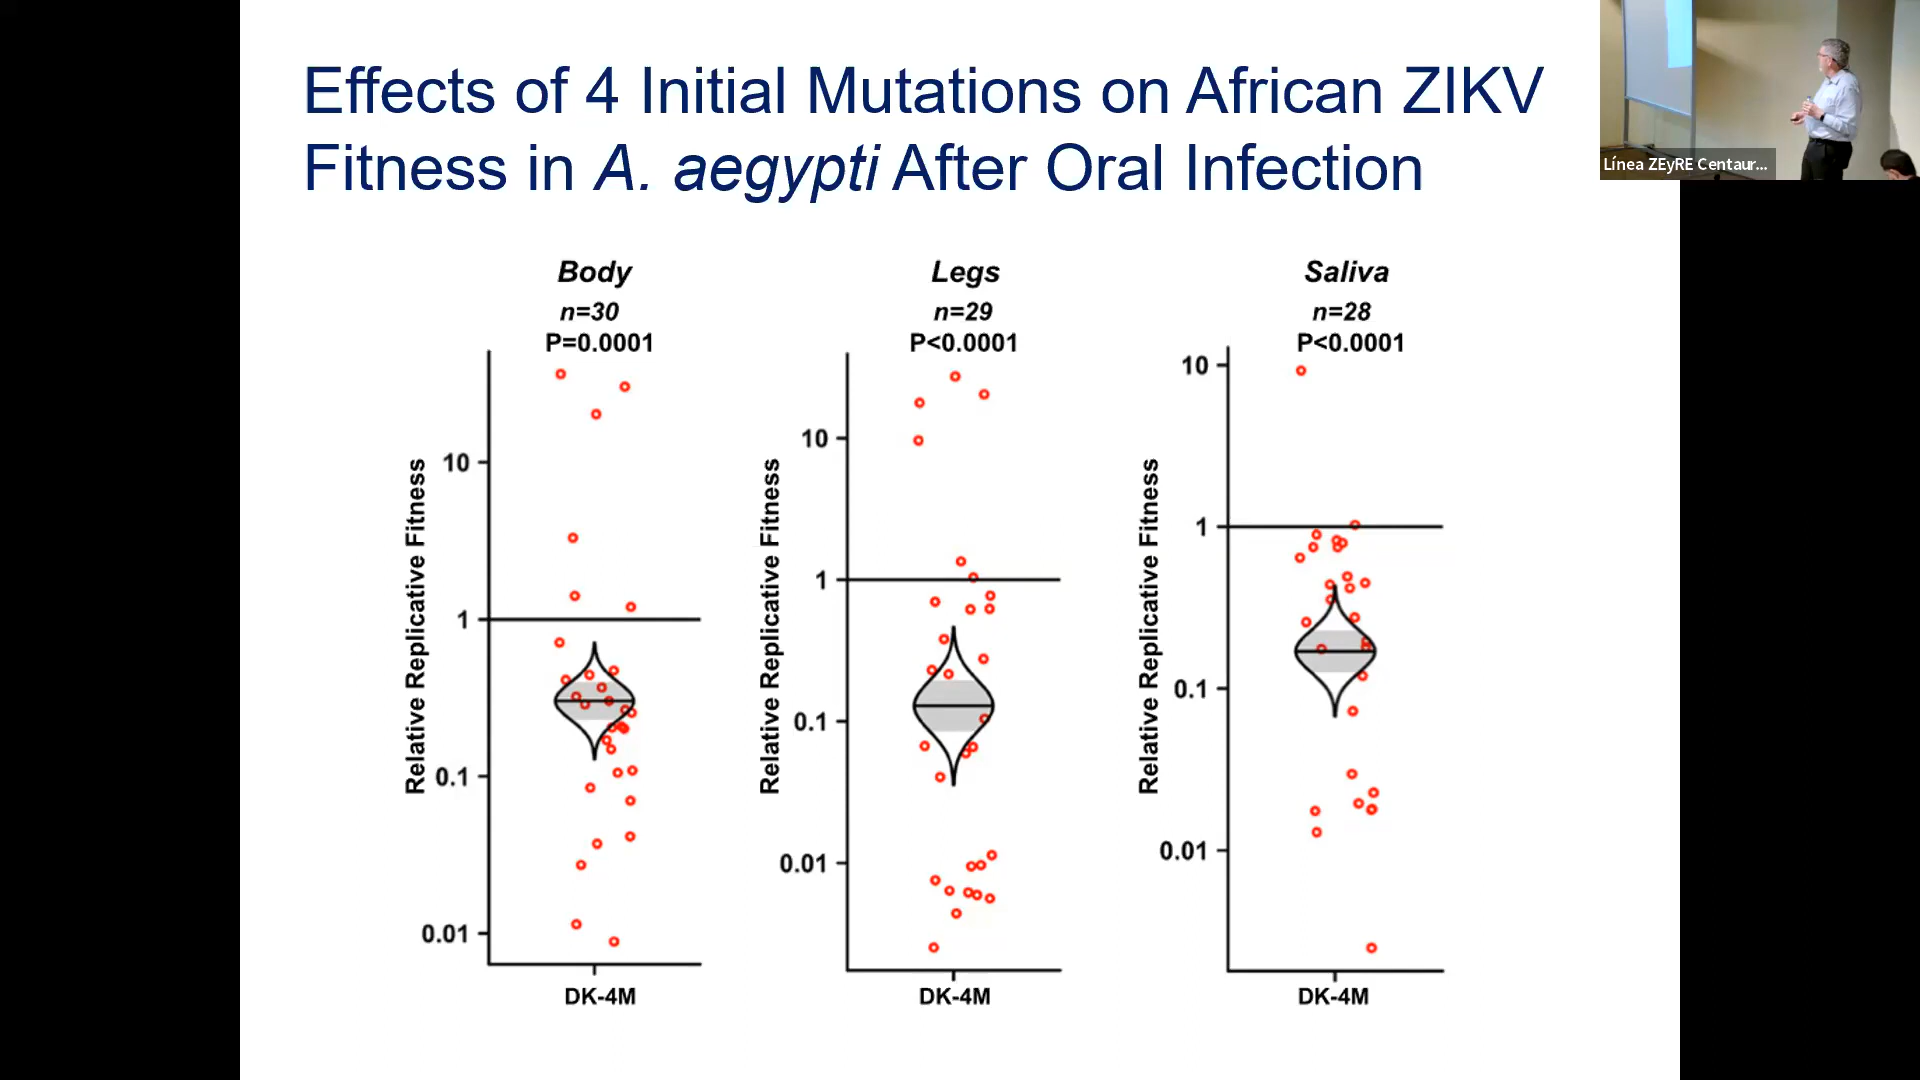 Effects of 4 Initial Mutations on African ZIKV
Fitness in A. aegypti After Oral Infection
Línea ZEyRE Centaur...
Body
n=30
P=0.0001
Relative Replicative Fitness
10
1
0.1
0.01
DK-4M
Legs
n=29
P<0.0001
Relative Replicative Fitness
10
1
0.1
0.01
DK-4M
Saliva
n=28
P<0.0001
Relative Replicative Fitness
10
1
0.1
0.01
DK-4M